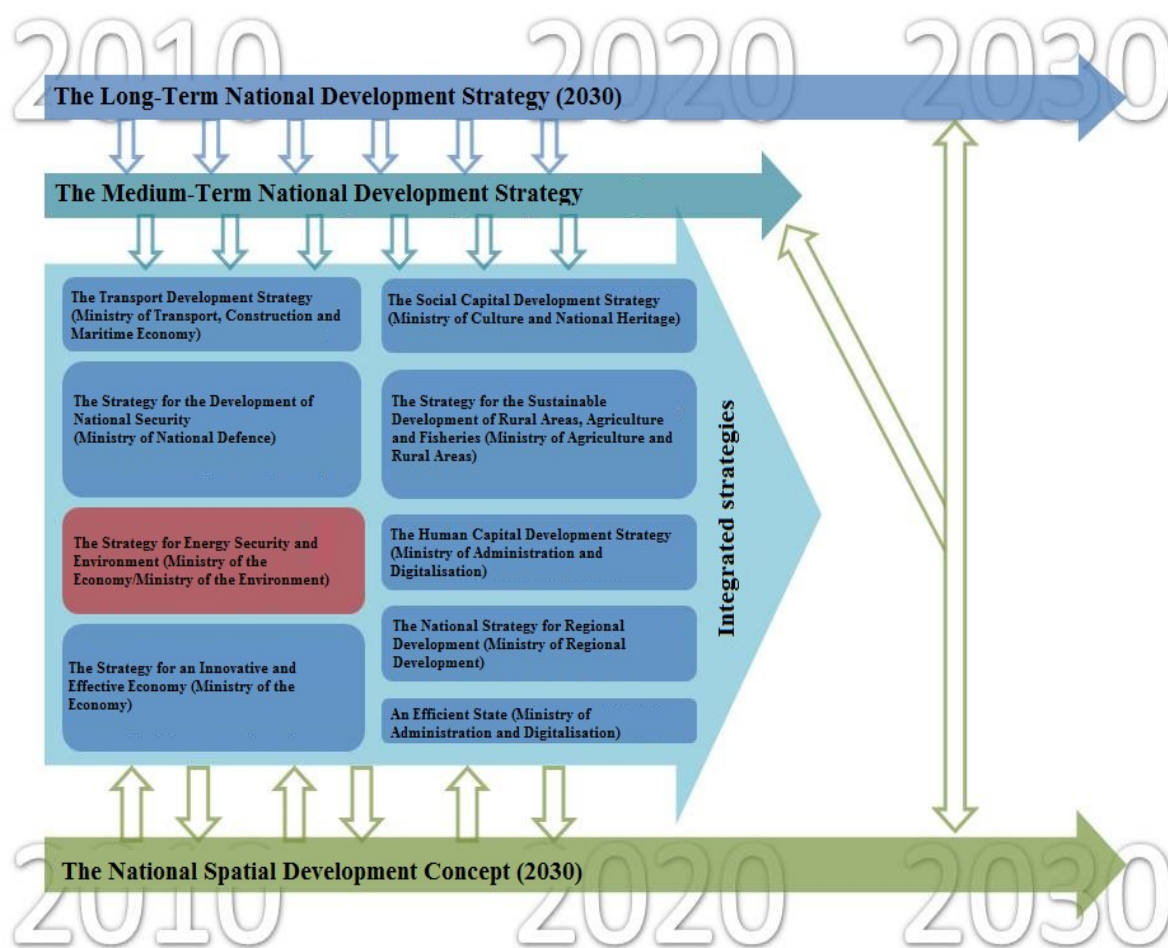 2010 2020 2030
The Long-Term National Development Strategy (2030)
The Medium-Term National Development Strategy
The Transport Development Strategy
(Ministry of Transport, Construction and
Maritime Economy)
The Strategy for the Development of
National Security
(Ministry of National Defence)
The Strategy for Energy Security and
Environment (Ministry of the
Economy/Ministry of the Environment)
The Strategy for an Innovative and
Effective Economy (Ministry of the
Economy)
The Social Capital Development Strategy
(Ministry of Culture and National Heritage)
The Strategy for the Sustainable
Development of Rural Areas, Agriculture
and Fisheries (Ministry of Agriculture and
Rural Areas)
The Human Capital Development Strategy
(Ministry of Administration and
Digitalisation)
The National Strategy for Regional
Development (Ministry of Regional
Development)
An Efficient State (Ministry of
Administration and Digitalisation)
Integrated strategies
The National Spatial Development Concept (2030)
2010 2020 2030